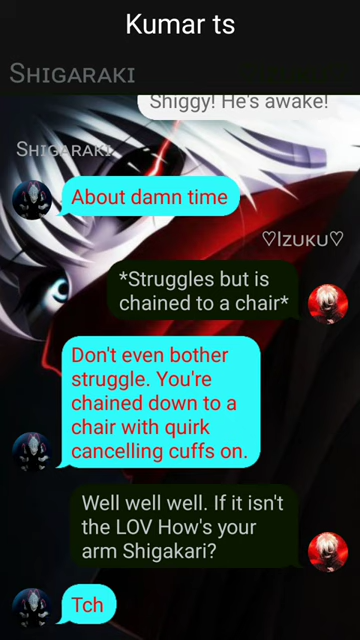 Kumar ts
Shigaraki
Shiggy! He's awake!
Shigaraki
About damn time
♡Izuku♡
*Struggles but is
chained to a chair*
Don't even bother
struggle. You're
chained down to a
chair with quirk
cancelling cuffs on.
Well well well. If it isn't
the LOV How's your
arm Shigakari?
Tch